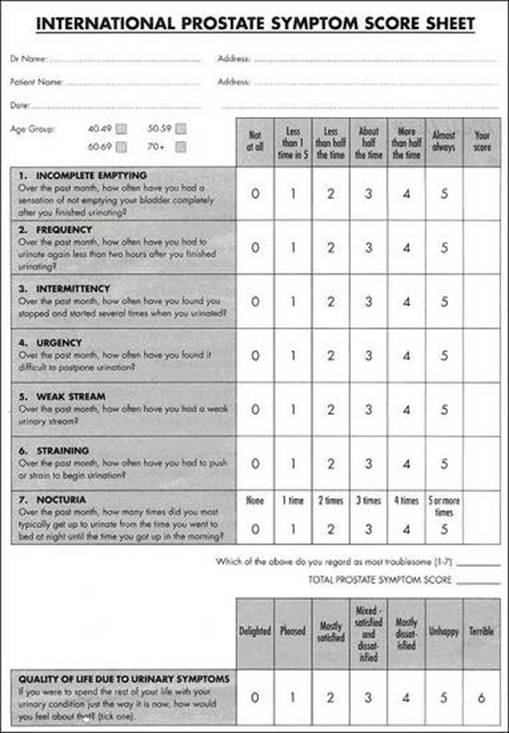 INTERNATIONAL PROSTATE SYMPTOM SCORE SHEET
Dr Name: Address:
Patient Name: Address:
Date:
Age Group: 40-49 50-59
60-69 70+
Not at all
Less than 1 time in 5
Less than half the time
About half the time
More than half the time
Almost always
Your score
1. INCOMPLETE EMPTYING
Over the past month, how often have you had a
sensation of not emptying your bladder completely
after you finished urinating?
0 1 2 3 4 5
2. FREQUENCY
Over the past month, how often have you had to
urinate again less than two hours after you finished
urinating?
0 1 2 3 4 5
3. INTERMITTENCY
Over the past month, how often have you found you
stopped and started several times when you urinated?
0 1 2 3 4 5
4. URGENCY
Over the past month, how often have you found it
difficult to postpone urination?
0 1 2 3 4 5
5. WEAK STREAM
Over the past month, how often have you had a weak
urinary stream?
0 1 2 3 4 5
6. STRAINING
Over the past month, how often have you had to push
or strain to begin urination?
0 1 2 3 4 5
7. NOCTURIA
Over the past month, how many times did you most
typically get up to urinate from the time you went to
bed at night until the time you got up in the morning?
None 1 time 2 times 3 times 4 times 5 or more times
0 1 2 3 4 5
Which of the above do you regard as most troublesome (1-7)
TOTAL PROSTATE SYMPTOM SCORE
Delighted
Pleased
Mostly satisfied
Mixed - satisfied and dissat- isfied
Mostly dissat- isfied
Unhappy
Terrible
QUALITY OF LIFE DUE TO URINARY SYMPTOMS
If you were to spend the rest of your life with your
urinary condition just the way it is now, how would
you feel about that? (tick one).
0 1 2 3 4 5 6